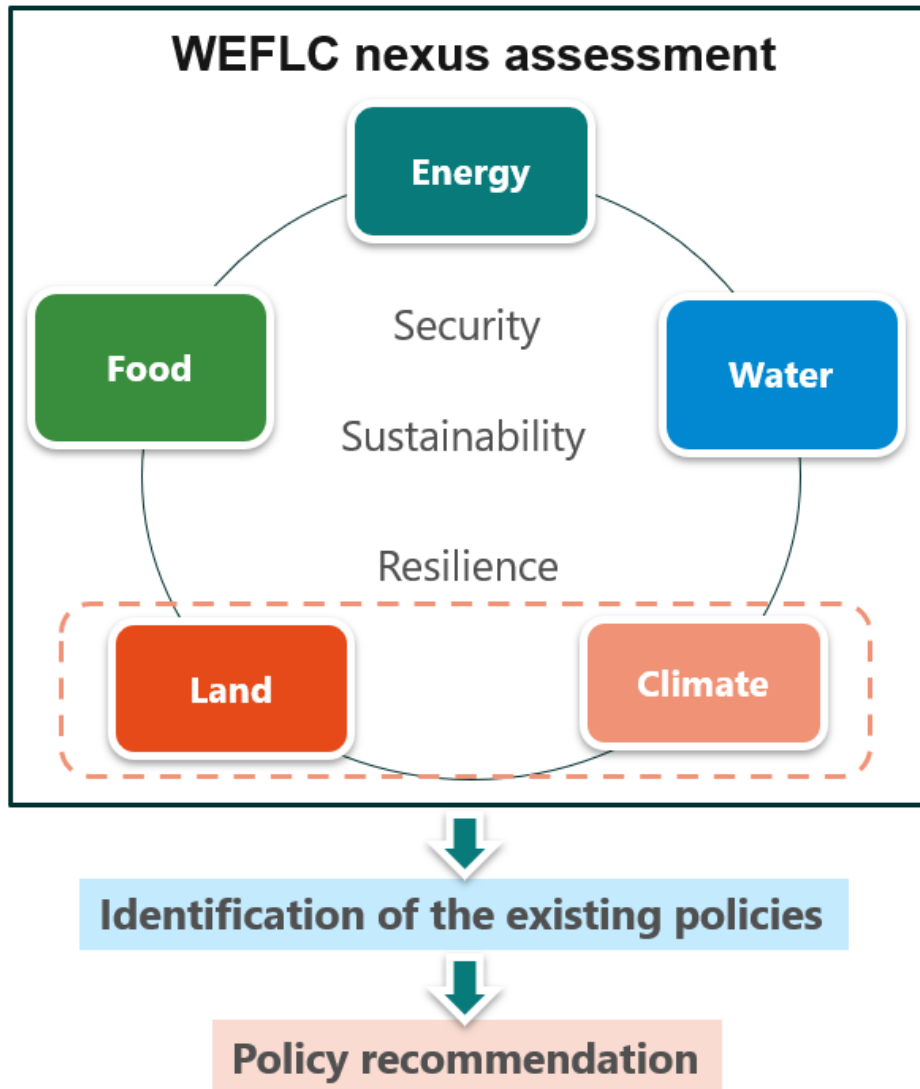 WEFLC nexus assessment
Energy
Security
Food
Water
Sustainability
Resilience
Land
Climate
Identification of the existing policies
Policy recommendation